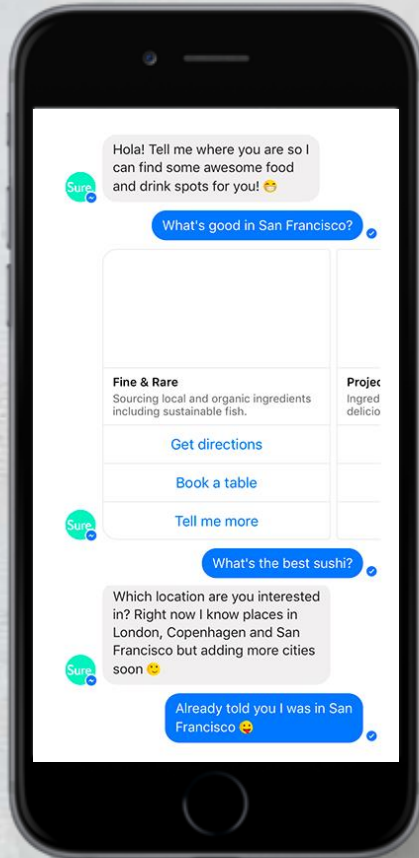 Hola! Tell me where you are so I
can find some awesome food
and drink spots for you! 😁
Sure
What's good in San Francisco?
Fine & Rare
Sourcing local and organic ingredients
including sustainable fish.
Get directions
Book a table
Tell me more
Projec
Ingred
delicio
Sure
What's the best sushi?
Which location are you interested
in? Right now I know places in
London, Copenhagen and San
Francisco but adding more cities
soon 🙂
Sure
Already told you I was in San
Francisco 😜